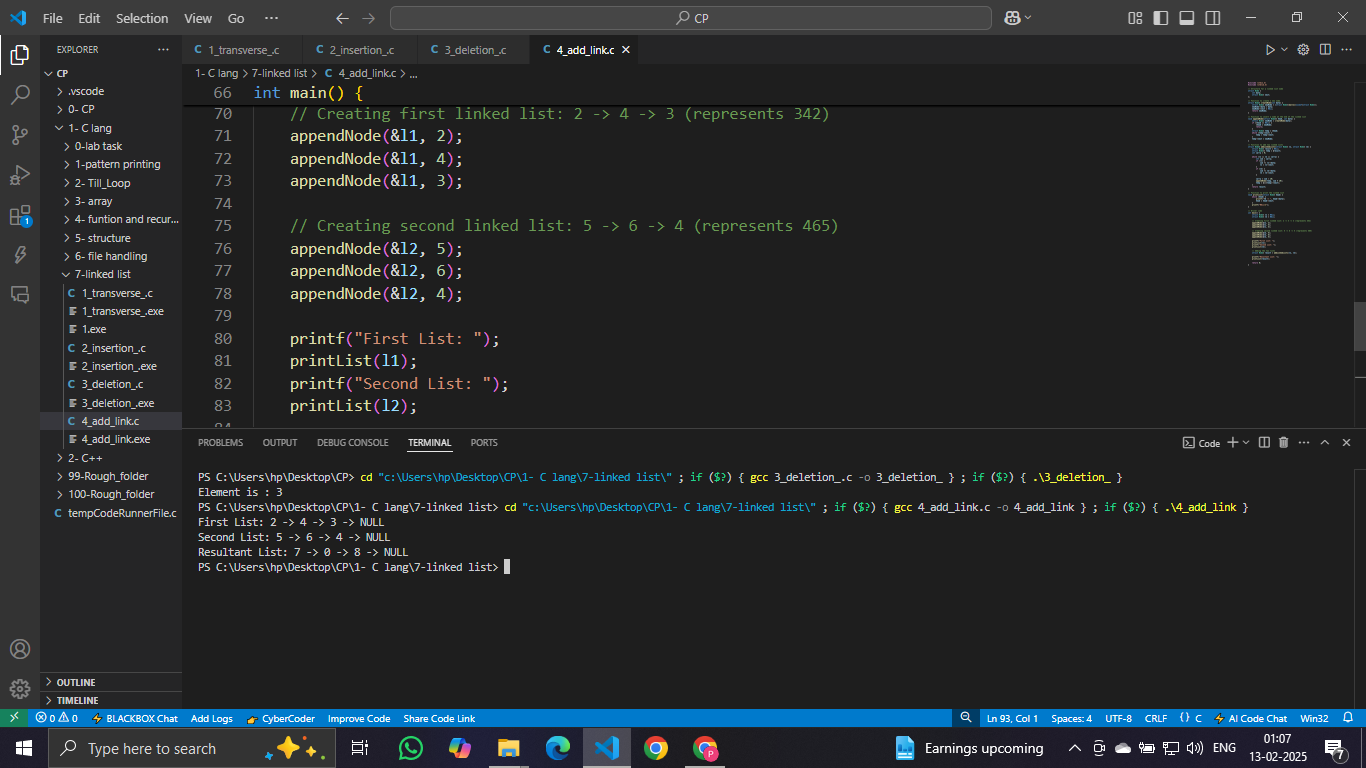 File Edit Selection View Go ··· CP
EXPLORER ···
CP
.vscode
0- CP
1- C lang
0-lab task
1-pattern printing
2- Till_Loop
3- array
4- funtion and recur...
5- structure
6- file handling
7-linked list
C 1_transverse_.c
1_transverse_.exe
1.exe
C 2_insertion_.c
2_insertion_.exe
C 3_deletion_.c
3_deletion_.exe
C 4_add_link.c
4_add_link.exe
2- C++
99-Rough_folder
100-Rough_folder
C tempCodeRunnerFile.c
OUTLINE
TIMELINE
1
C 1_transverse_.c C 2_insertion_.c C 3_deletion_.c C 4_add_link.c
1- C lang > 7-linked list > C 4_add_link.c > ...
66 int main() {
70 // Creating first linked list: 2 -> 4 -> 3 (represents 342)
71 appendNode(&l1, 2);
72 appendNode(&l1, 4);
73 appendNode(&l1, 3);
74
75 // Creating second linked list: 5 -> 6 -> 4 (represents 465)
76 appendNode(&l2, 5);
77 appendNode(&l2, 6);
78 appendNode(&l2, 4);
79
80 printf("First List: ");
81 printList(l1);
82 printf("Second List: ");
83 printList(l2);
PROBLEMS OUTPUT DEBUG CONSOLE TERMINAL PORTS Code
PS C:\Users\hp\Desktop\CP> cd "c:\Users\hp\Desktop\CP\1- C lang\7-linked list\" ; if ($?) { gcc 3_deletion_.c -o 3_deletion_ } ; if ($?) { .\3_deletion_ }
Element is : 3
PS C:\Users\hp\Desktop\CP\1- C lang\7-linked list> cd "c:\Users\hp\Desktop\CP\1- C lang\7-linked list\" ; if ($?) { gcc 4_add_link.c -o 4_add_link } ; if ($?) { .\4_add_link }
First List: 2 -> 4 -> 3 -> NULL
Second List: 5 -> 6 -> 4 -> NULL
Resultant List: 7 -> 0 -> 8 -> NULL
PS C:\Users\hp\Desktop\CP\1- C lang\7-linked list>
0 0 BLACKBOX Chat Add Logs CyberCoder Improve Code Share Code Link Ln 93, Col 1 Spaces: 4 UTF-8 CRLF {} C AI Code Chat Win32
Type here to search Earnings upcoming ENG 01:07
13-02-2025 7